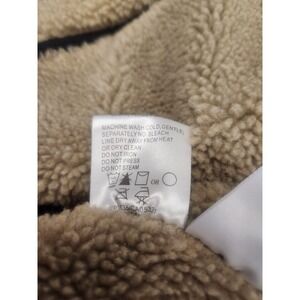 MACHINE WASH COLD, GENTLE,
SEPARATELY NO BLEACH
LINE DRY AWAY FROM HEAT
OR DRY CLEAN
DO NOT IRON
DO NOT PRESS
DO NOT STEAM
OR